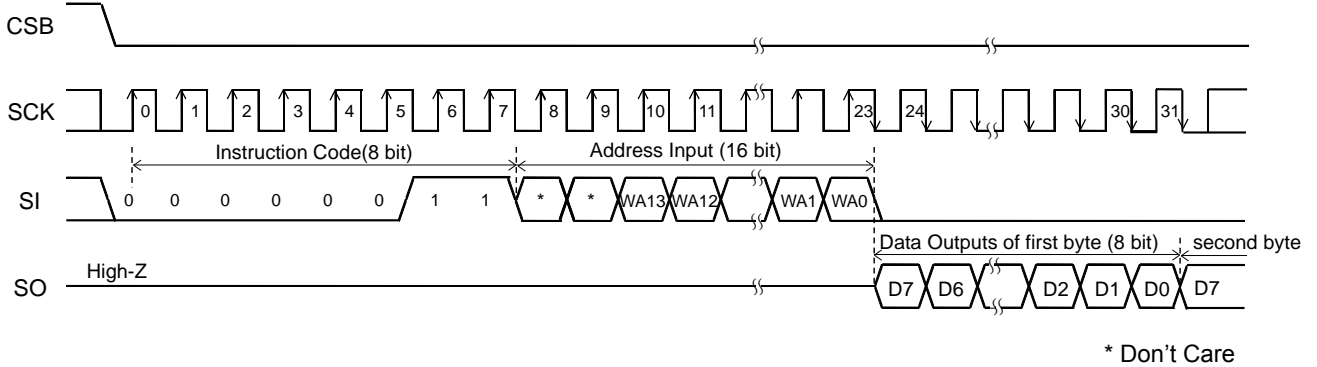 CSB
SCK 0 1 2 3 4 5 6 7 8 9 10 11 23 24 30 31
Instruction Code(8 bit) Address Input (16 bit)
SI 0 0 0 0 0 0 1 1 * * WA13 WA12 WA1 WA0
Data Outputs of first byte (8 bit) second byte
High-Z
SO D7 D6 D2 D1 D0 D7
* Don't Care